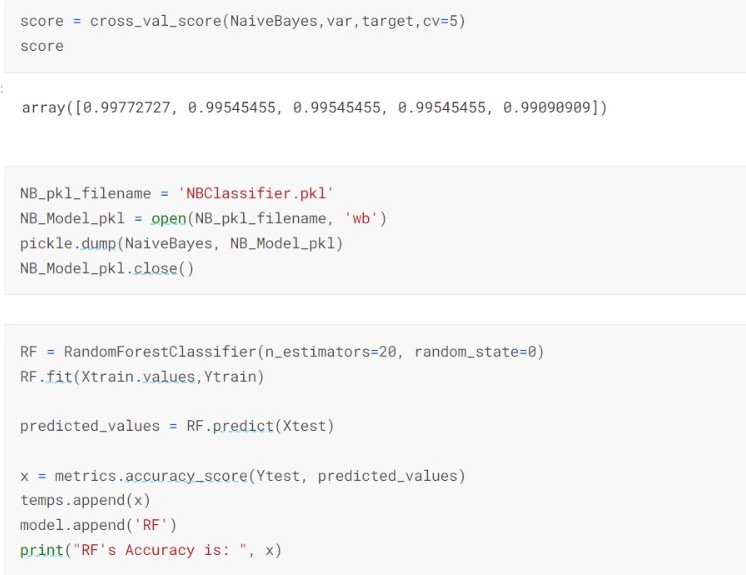 score = cross_val_score(NaiveBayes,var,target,cv=5)
score
:
array([0.99772727, 0.99545455, 0.99545455, 0.99545455, 0.99090909])
NB_pkl_filename = 'NBClassifier.pkl'
NB_Model_pkl = open(NB_pkl_filename, 'wb')
pickle.dump(NaiveBayes, NB_Model_pkl)
NB_Model_pkl.close()
RF = RandomForestClassifier(n_estimators=20, random_state=0)
RF.fit(Xtrain.values,Ytrain)
predicted_values = RF.predict(Xtest)
x = metrics.accuracy_score(Ytest, predicted_values)
temps.append(x)
model.append('RF')
print("RF's Accuracy is: ", x)